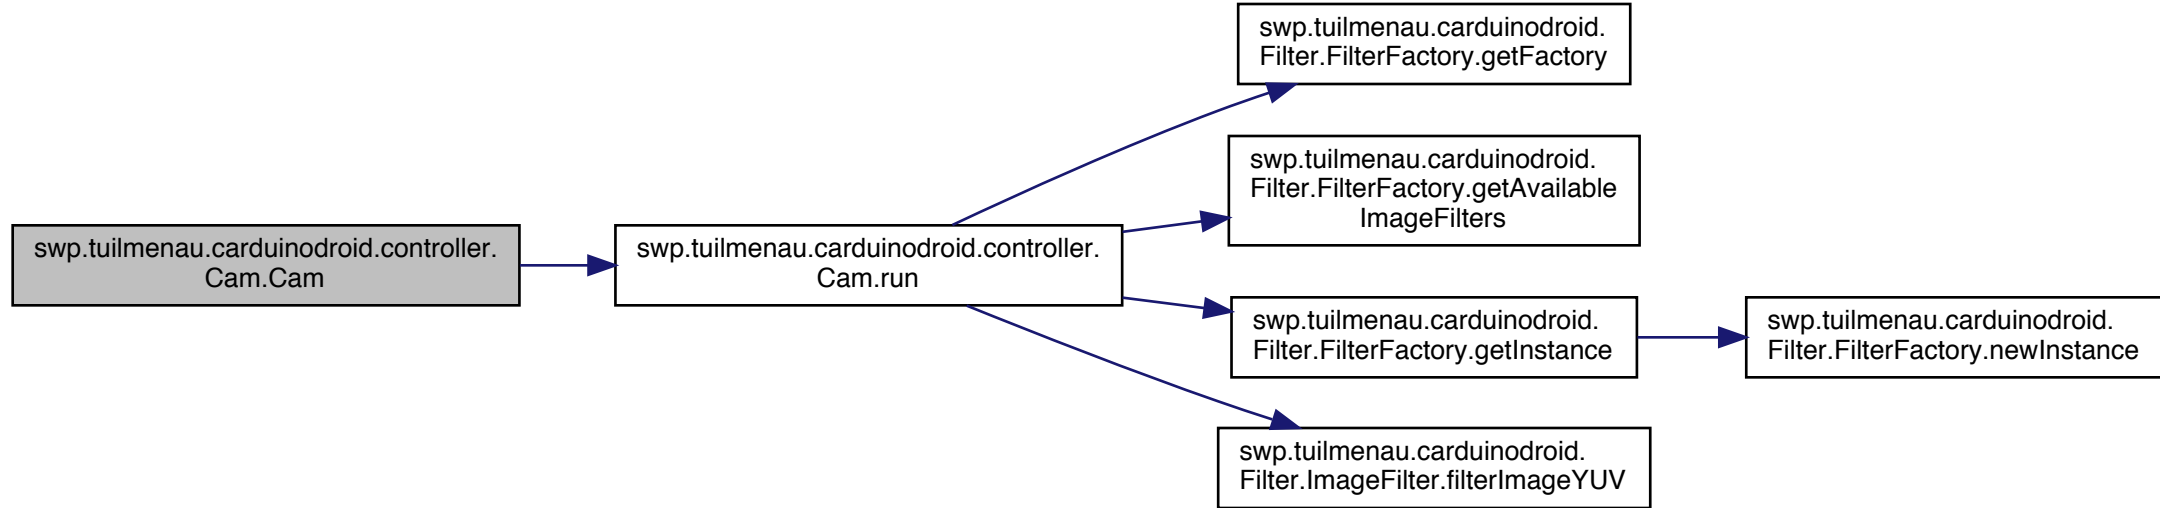 swp.tuilmenau.carduinodroid.controller.
Cam.Cam
swp.tuilmenau.carduinodroid.controller.
Cam.run
swp.tuilmenau.carduinodroid.
Filter.FilterFactory.getFactory
swp.tuilmenau.carduinodroid.
Filter.FilterFactory.getAvailable
ImageFilters
swp.tuilmenau.carduinodroid.
Filter.FilterFactory.getInstance
swp.tuilmenau.carduinodroid.
Filter.FilterFactory.newInstance
swp.tuilmenau.carduinodroid.
Filter.ImageFilter.filterImageYUV